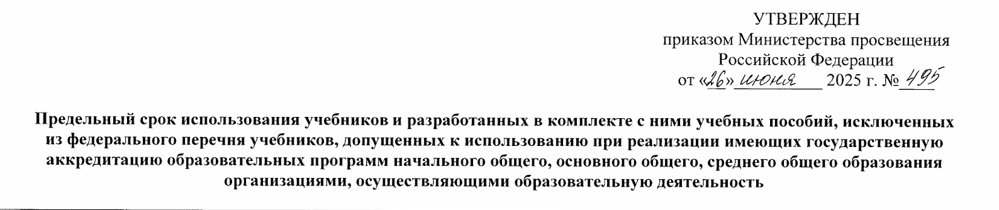 УТВЕРЖДЕН
приказом Министерства просвещения
Российской Федерации
от «26» июня 2025 г. № 495
Предельный срок использования учебников и разработанных в комплекте с ними учебных пособий, исключенных
из федерального перечня учебников, допущенных к использованию при реализации имеющих государственную
аккредитацию образовательных программ начального общего, основного общего, среднего общего образования
организациями, осуществляющими образовательную деятельность